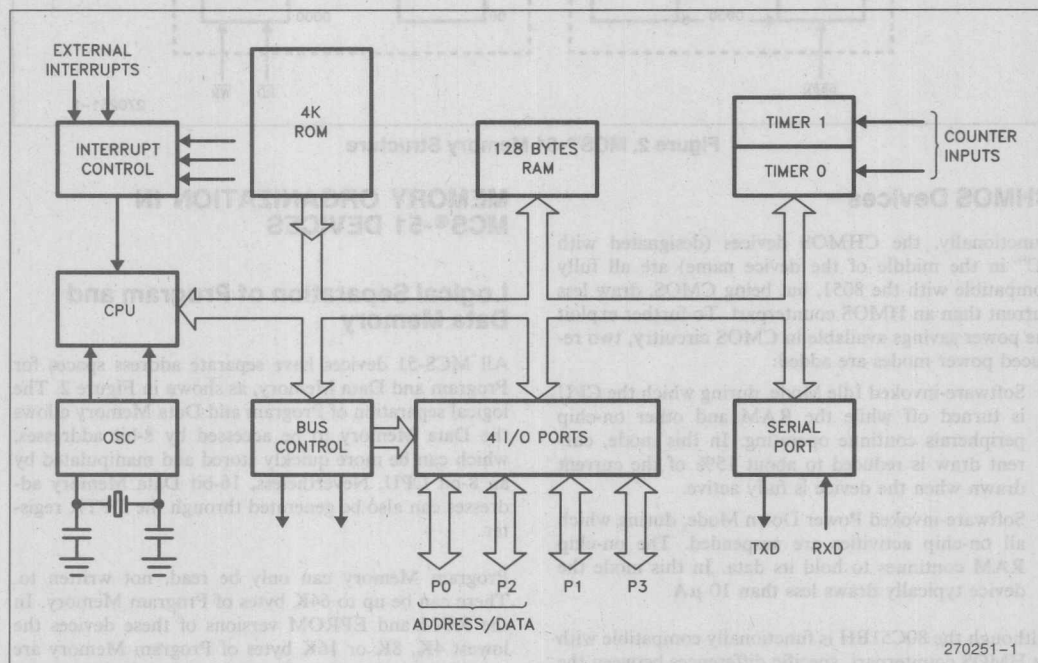 0000
00
0000
EXTERNAL
INTERRUPTS
INTERRUPT
CONTROL
4K
ROM
128 BYTES
RAM
TIMER 1
TIMER 0
COUNTER
INPUTS
CPU
OSC
BUS
CONTROL
I/O PORTS
SERIAL
PORT
P0
P2
P1
P3
ADDRESS/DATA
TXD
RXD
270251-1
Figure 2. MCS-51 Memory Structure
CHMOS Devices
Functionally, the CHMOS devices (designated with
in the middle of the device name) are all fully
compatible with the 8051, but being CMOS, draw less
current than an HMOS counterpart. To further exploit
the power savings available in CMOS circuitry, two re-
duced power modes are added:
Software-invoked Idle Mode, during which the CPU
is turned off while the RAM and other on-chip
peripherals continue operating. In this mode,
rent draw is reduced to about 15% of the current
drawn when the device is fully active.
Software-invoked Power Down Mode, during which
all on-chip activities are suspended. The on-chip
RAM continues to hold its data. In this mode the
device typically draws less than 10 μA
Although the 80C51BH is functionally compatible with
MEMORY ORGANIZATION IN
MCS®-51 DEVICES
Logical Separation of Program and
Data Memory
All MCS-51 devices have separate address spaces for
Program and Data Memory, as shown in Figure 2. The
logical separation of Program and Data Memory allows
the Data Memory to be accessed by 8-bit addresses,
which can be more quickly stored and manipulated by
8-bit CPU. Nevertheless, 16-bit Data Memory ad-
dresses can also be generated through the regis-
ter.
Program Memory can only be read, not written to.
There can be up to 64K bytes of Program Memory. In
and EPROM versions of these devices the
lowest 4K, 8K or 16K bytes of Program Memory are